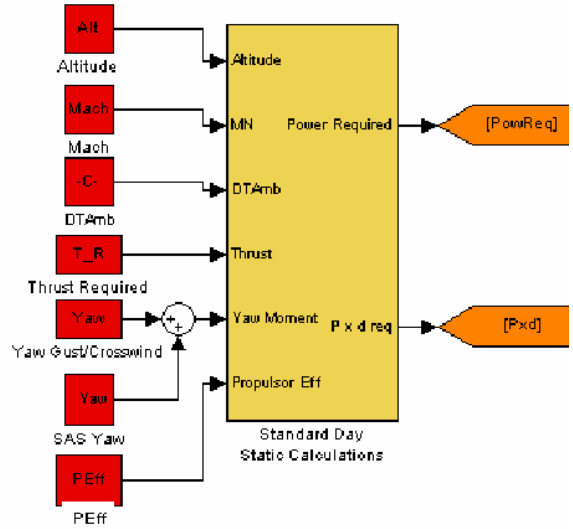 Alt
Altitude
Mach
Mach
-C-
DTAmb
T_R
Thrust Required
Yaw
Yaw Gust/Crosswind
+
+
Yaw
SAS Yaw
PEff
PEff
Altitude
MN
DTAmb
Thrust
Yaw Moment
Propulsor Eff
Power Required
P x d req
Standard Day
Static Calculations
[PowReq]
[Pxd]